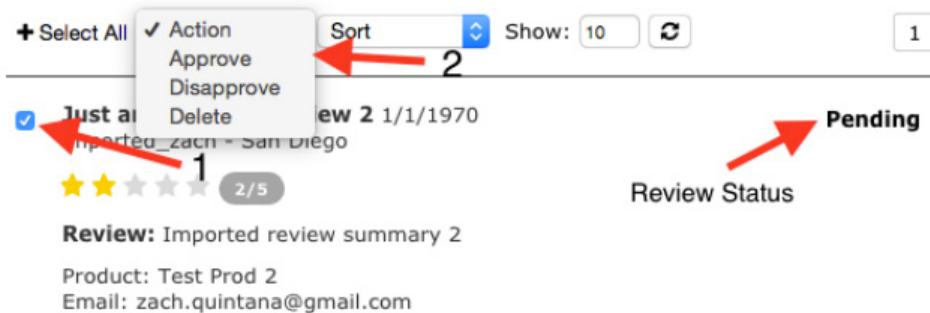 + Select All ✓ Action Sort Show: 10 1
Approve
2
Disapprove
Delete
Just a ew 2 1/1/1970 Pending
zach - San Diego
1
2/5 Review Status
Review: Imported review summary 2
Product: Test Prod 2
Email: zach.quintana@gmail.com